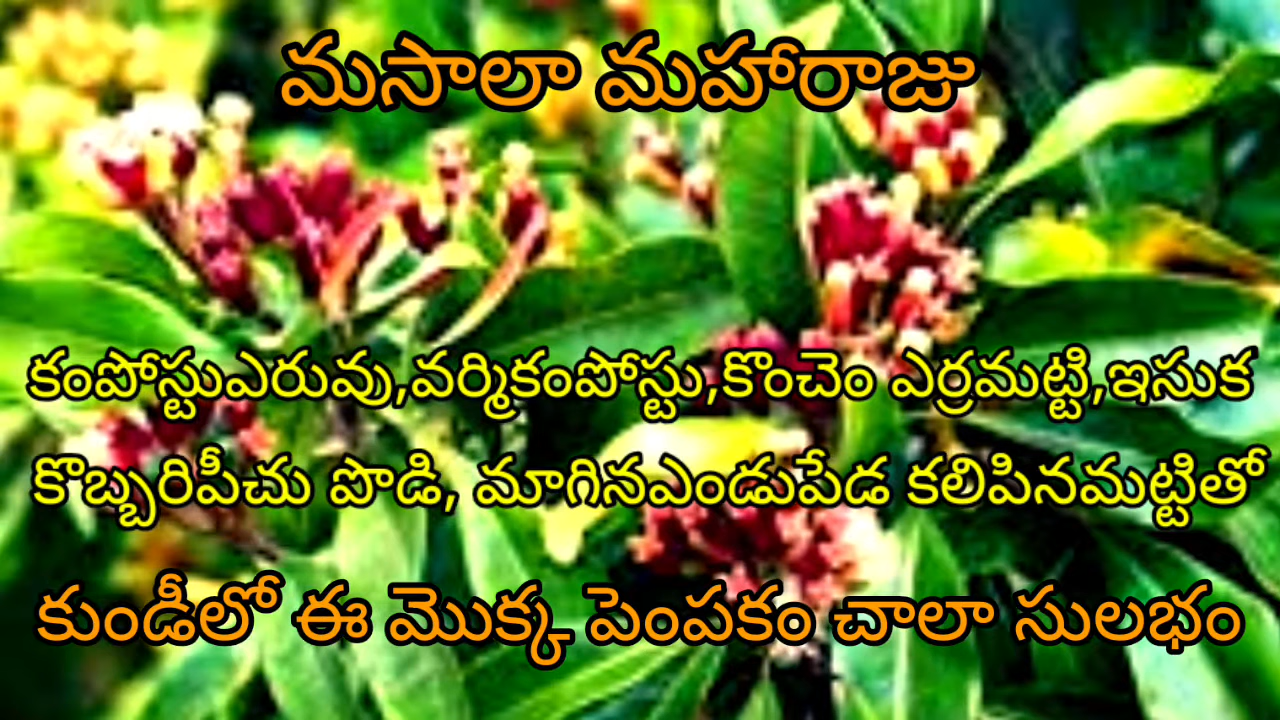 మసాలా మహారాజు
కంపోస్టుఎరువు,వర్మికంపోస్టు,కొంచెం ఎర్రమట్టి,ఇసుక
కొబ్బరిపీచు పొడి, మాగినఎండుపేడ కలిపినమట్టితో
కుండీలో ఈ మొక్క పెంపకం చాలా సులభం